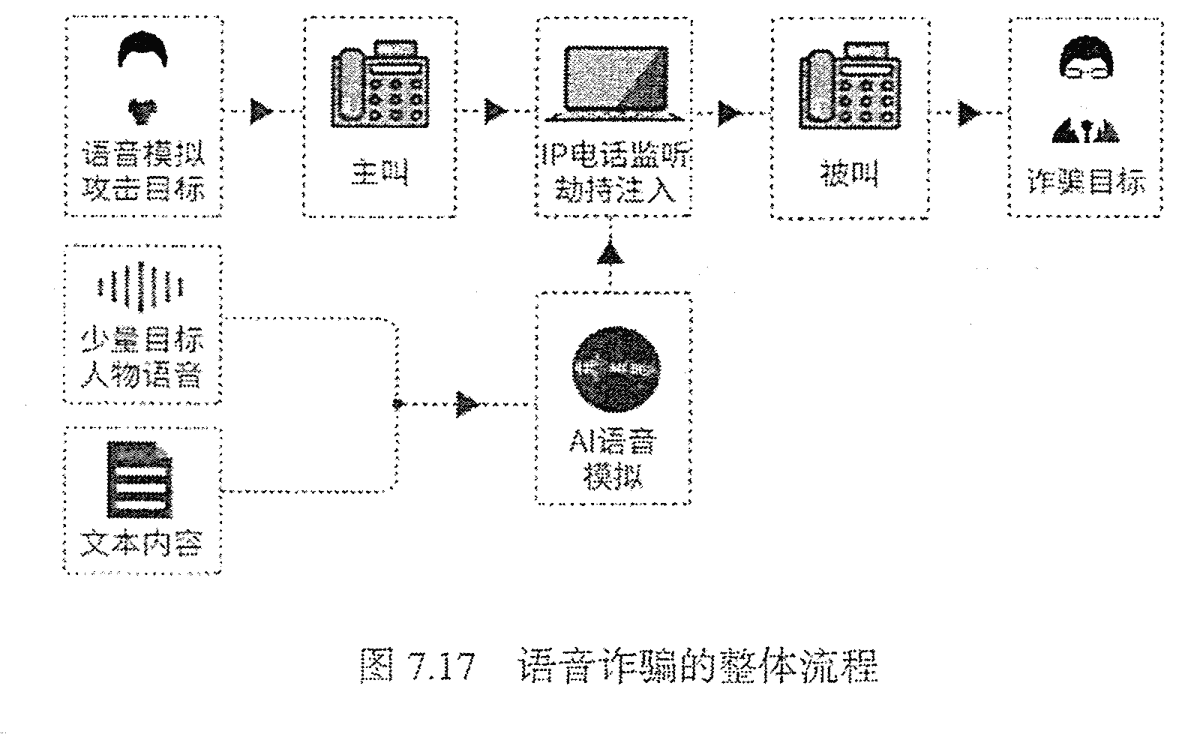 语音模拟
攻击目标
主叫
IP电话监听
劫持注入
被叫
诈骗目标
少量目标
人物语音
AI语音
模拟
文本内容
图 7.17 语音诈骗的整体流程